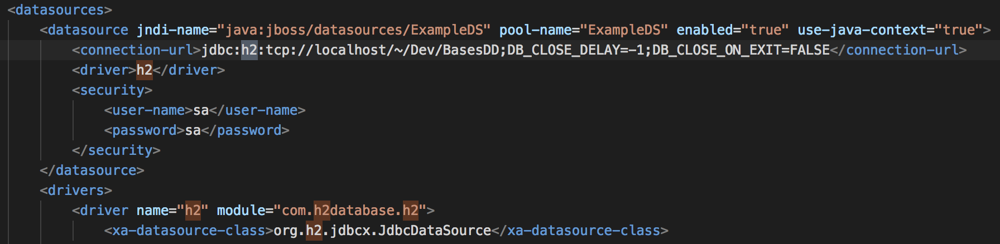 <datasources>
<datasource jndi-name="java:jboss/datasources/ExampleDS" pool-name="ExampleDS" enabled="true" use-java-context="true">
<connection-url>jdbc:h2:tcp://localhost/~/Dev/BasesDD;DB_CLOSE_DELAY=-1;DB_CLOSE_ON_EXIT=FALSE</connection-url>
<driver>h2</driver>
<security>
<user-name>sa</user-name>
<password>sa</password>
</security>
</datasource>
<drivers>
<driver name="h2" module="com.h2database.h2">
<xa-datasource-class>org.h2.jdbcx.JdbcDataSource</xa-datasource-class>